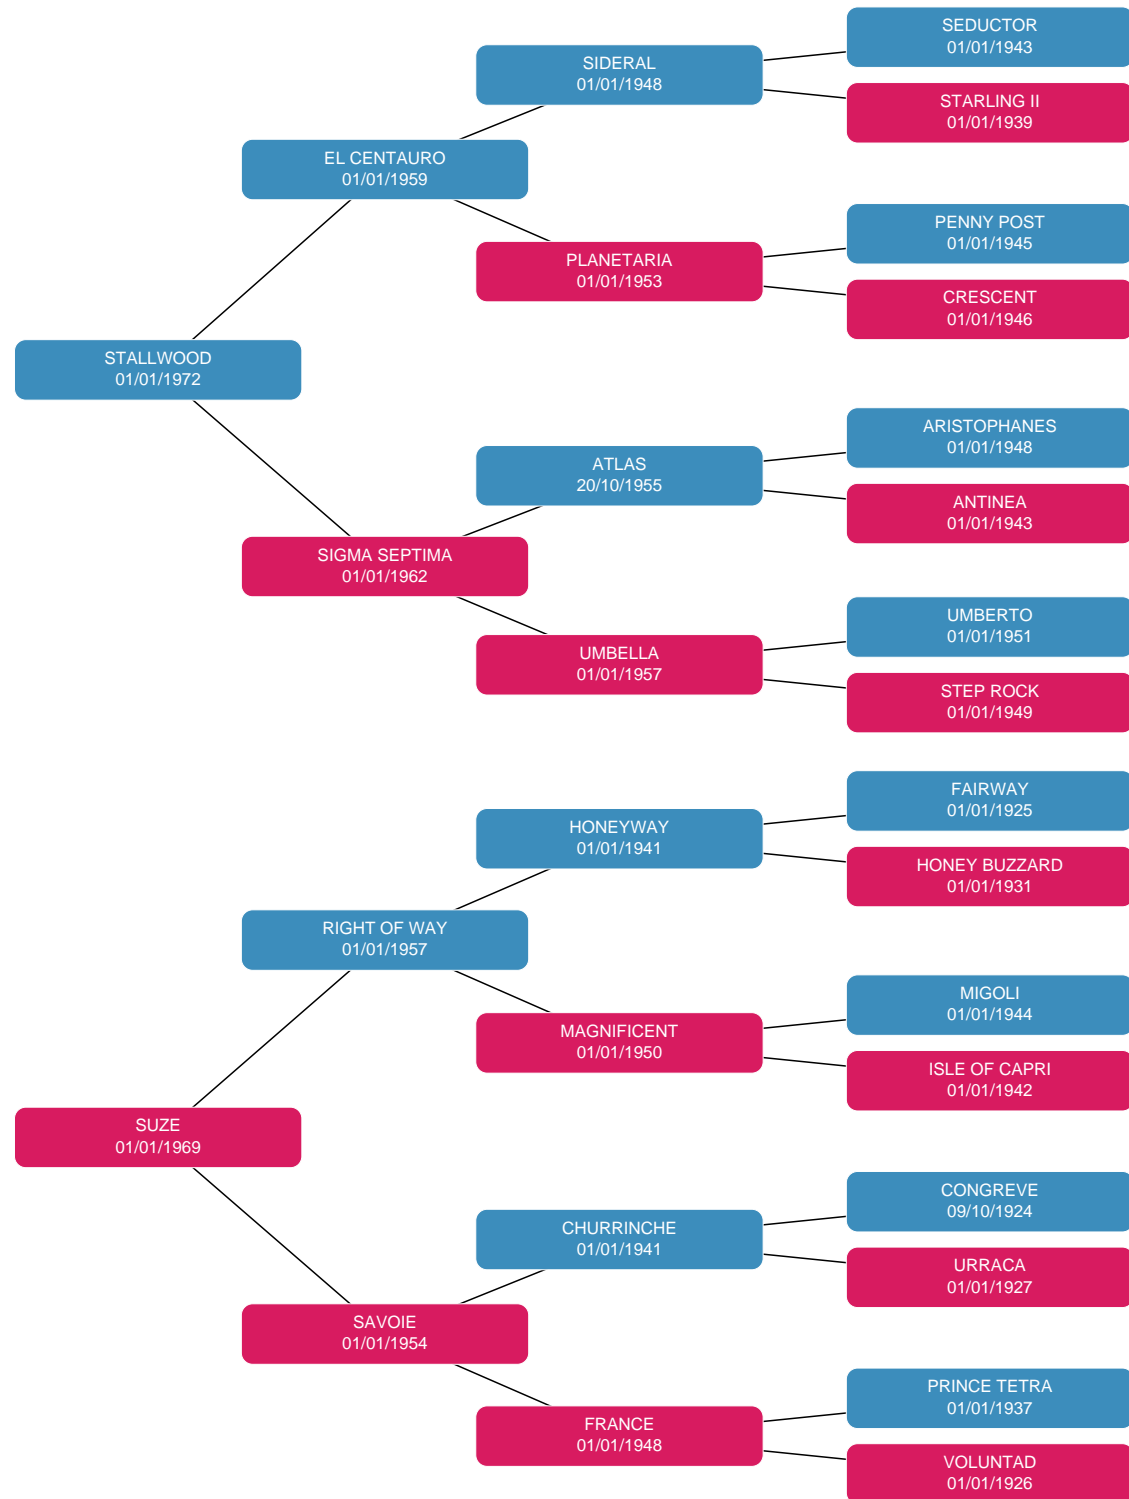 SEDUCTOR
01/01/1943
SIDERAL
01/01/1948
STARLING II
01/01/1939
EL CENTAURO
01/01/1959
PENNY POST
01/01/1945
PLANETARIA
01/01/1953
CRESCENT
01/01/1946
STALLWOOD
01/01/1972
ARISTOPHANES
01/01/1948
ATLAS
20/10/1955
ANTINEA
01/01/1943
SIGMA SEPTIMA
01/01/1962
UMBERTO
01/01/1951
UMBELLA
01/01/1957
STEP ROCK
01/01/1949
FAIRWAY
01/01/1925
HONEYWAY
01/01/1941
HONEY BUZZARD
01/01/1931
RIGHT OF WAY
01/01/1957
MIGOLI
01/01/1944
MAGNIFICENT
01/01/1950
ISLE OF CAPRI
01/01/1942
SUZE
01/01/1969
CONGREVE
09/10/1924
CHURRINCHE
01/01/1941
URRACA
01/01/1927
SAVOIE
01/01/1954
PRINCE TETRA
01/01/1937
FRANCE
01/01/1948
VOLUNTAD
01/01/1926